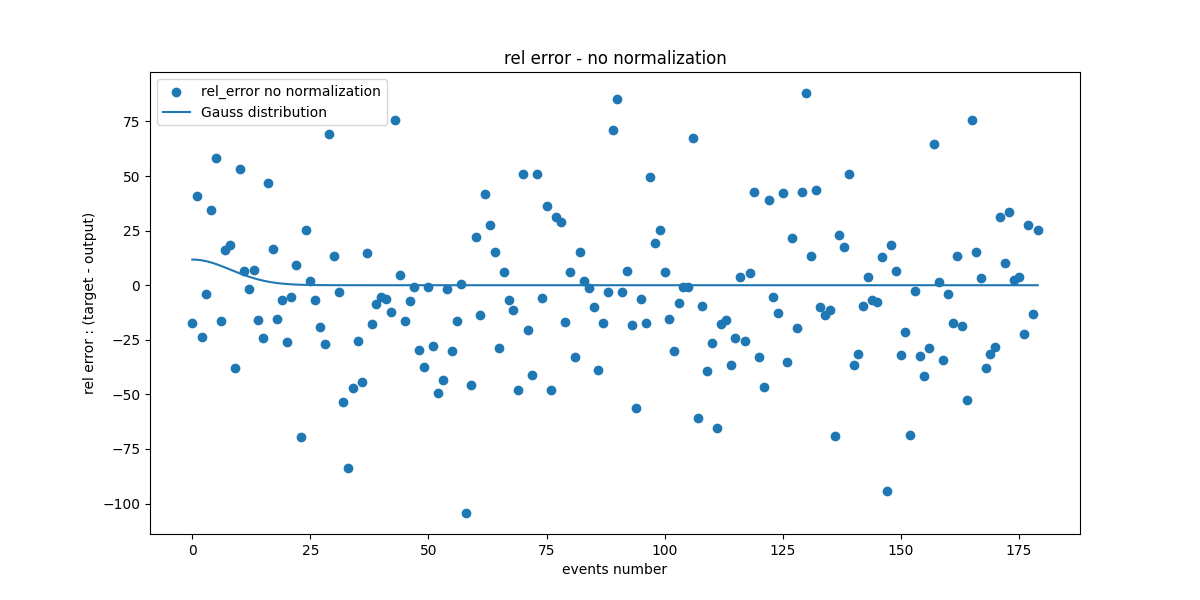 rel error - no normalization
rel_error no normalization
Gauss distribution
rel error : (target - output)
75
50
25
0
−25
−50
−75
−100
0 25 50 75 100 125 150 175
events number